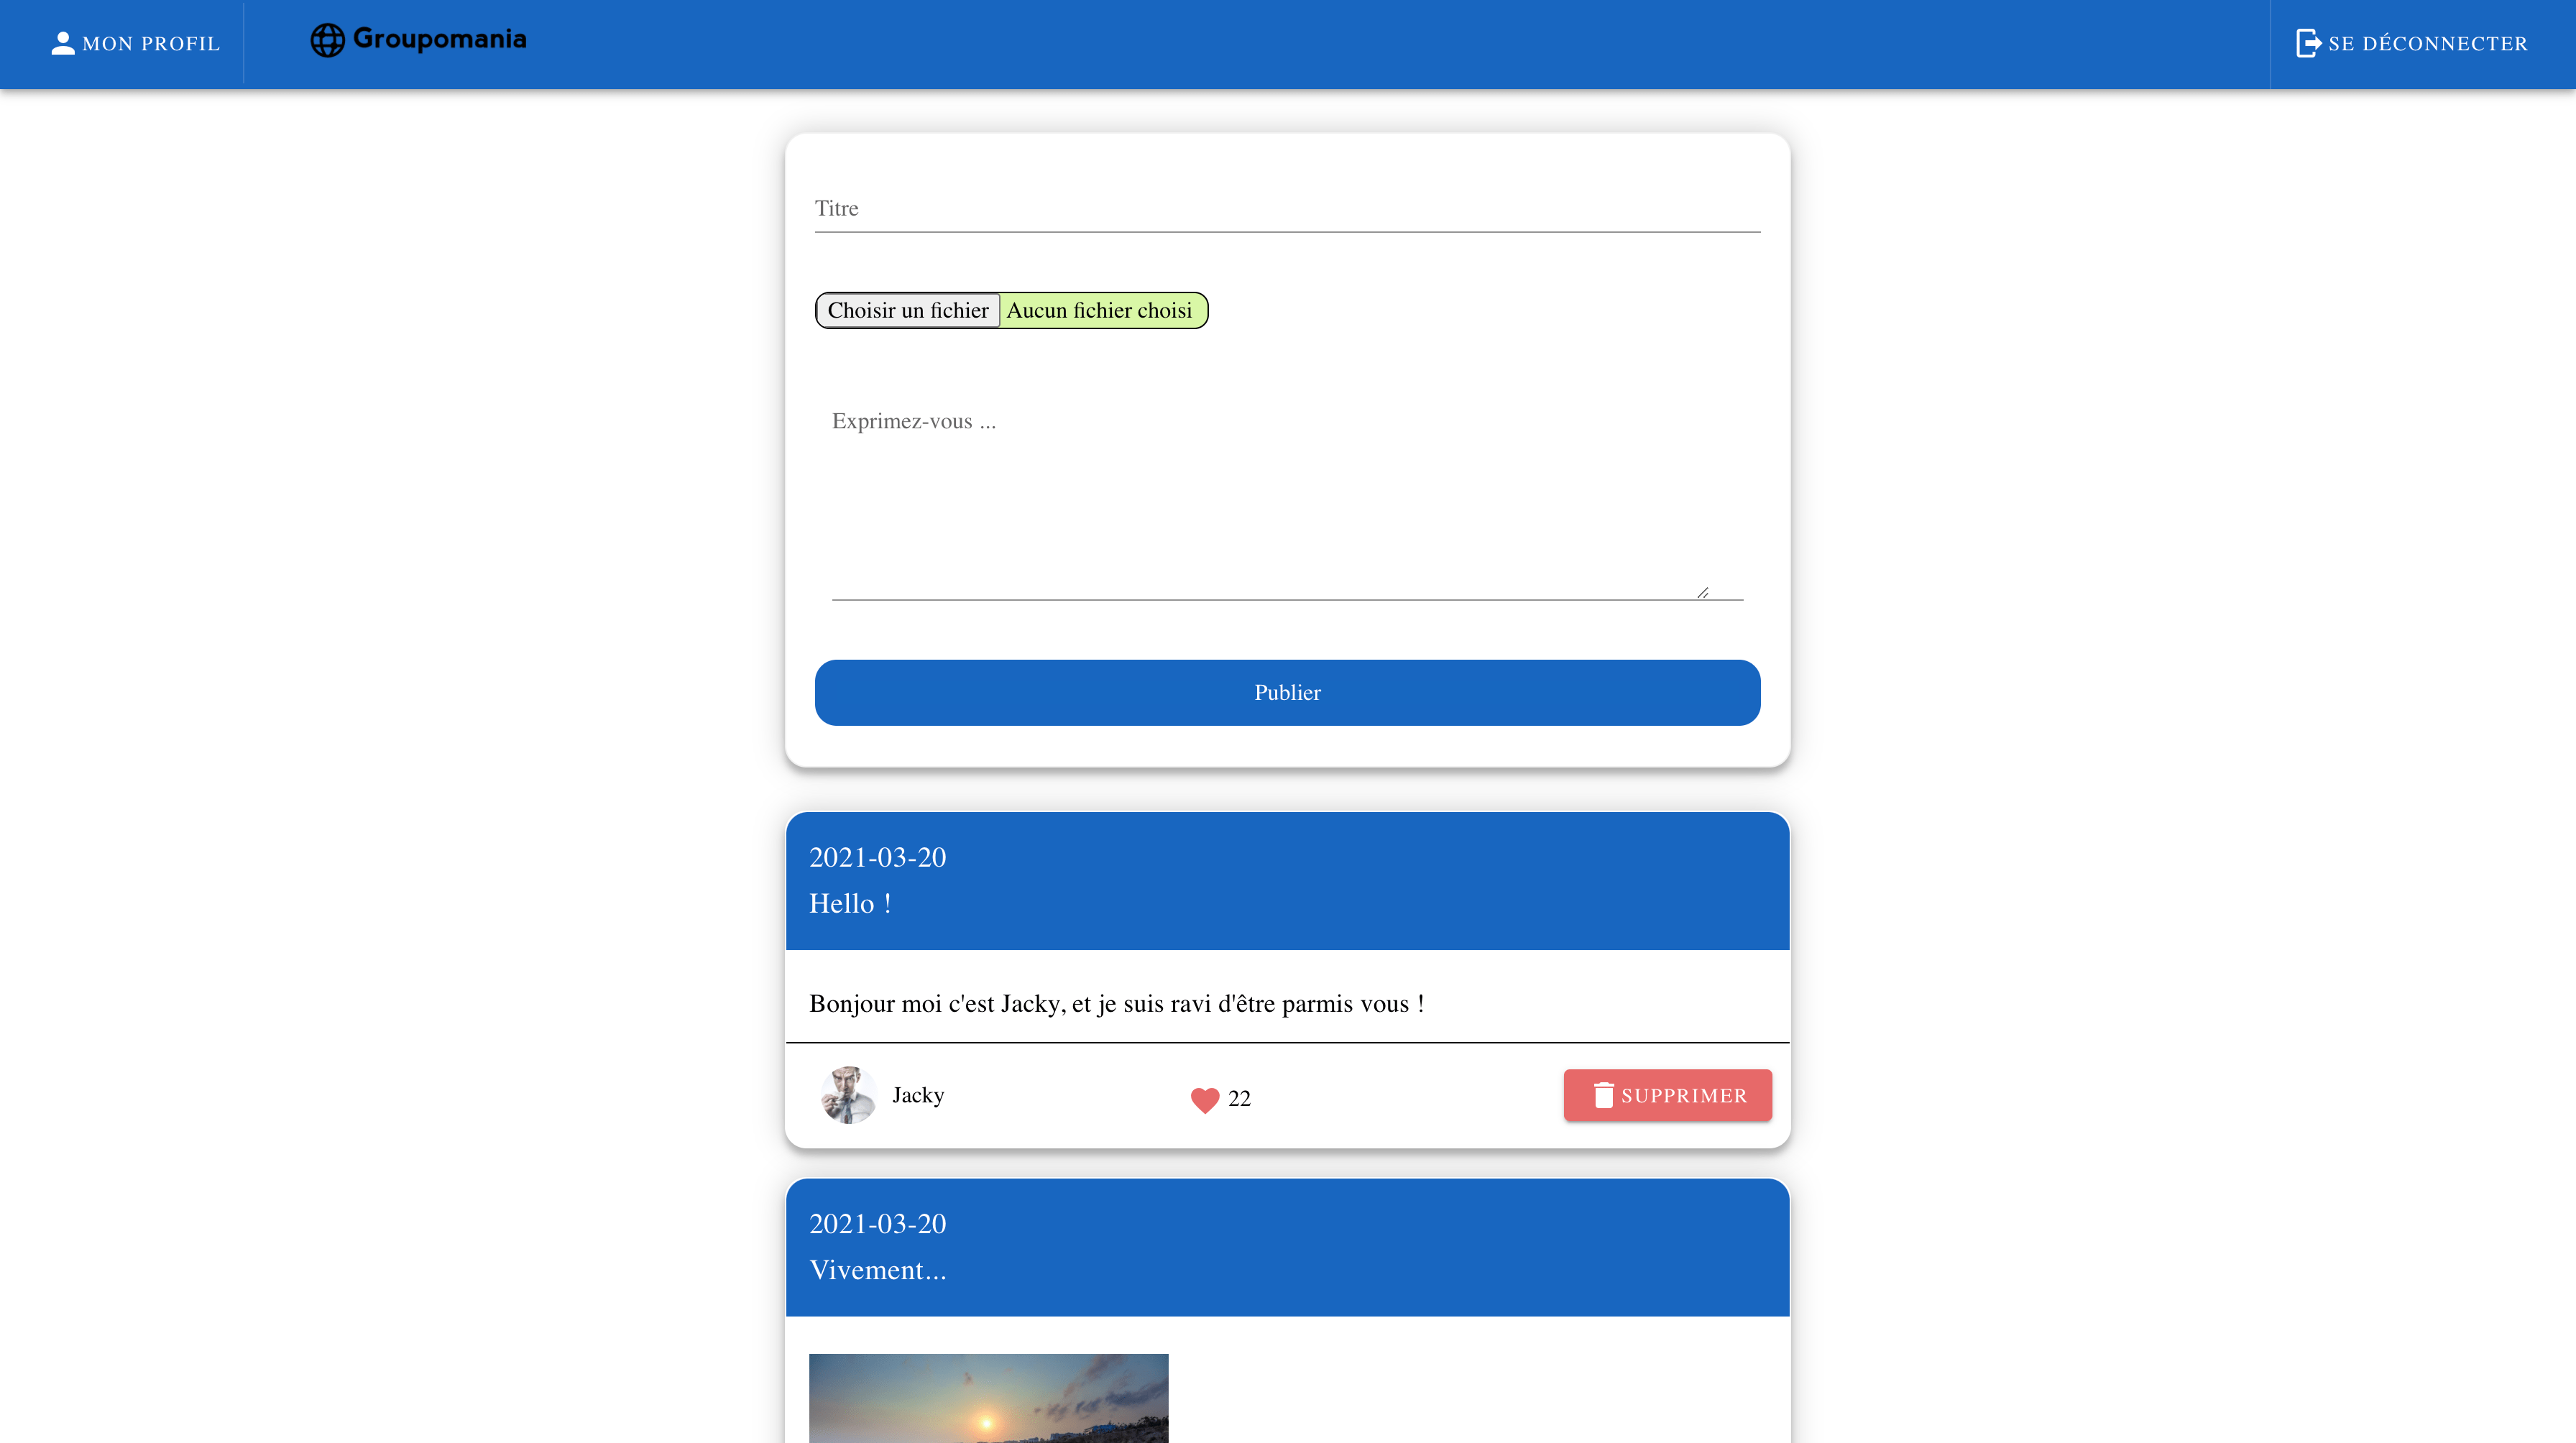 MON PROFIL
Groupomania
SE DÉCONNECTER
Titre
Choisir un fichier Aucun fichier choisi
Exprimez-vous ...
Publier
2021-03-20
Hello !
Bonjour moi c'est Jacky, et je suis ravi d'être parmis vous !
Jacky
22
SUPPRIMER
2021-03-20
Vivement...